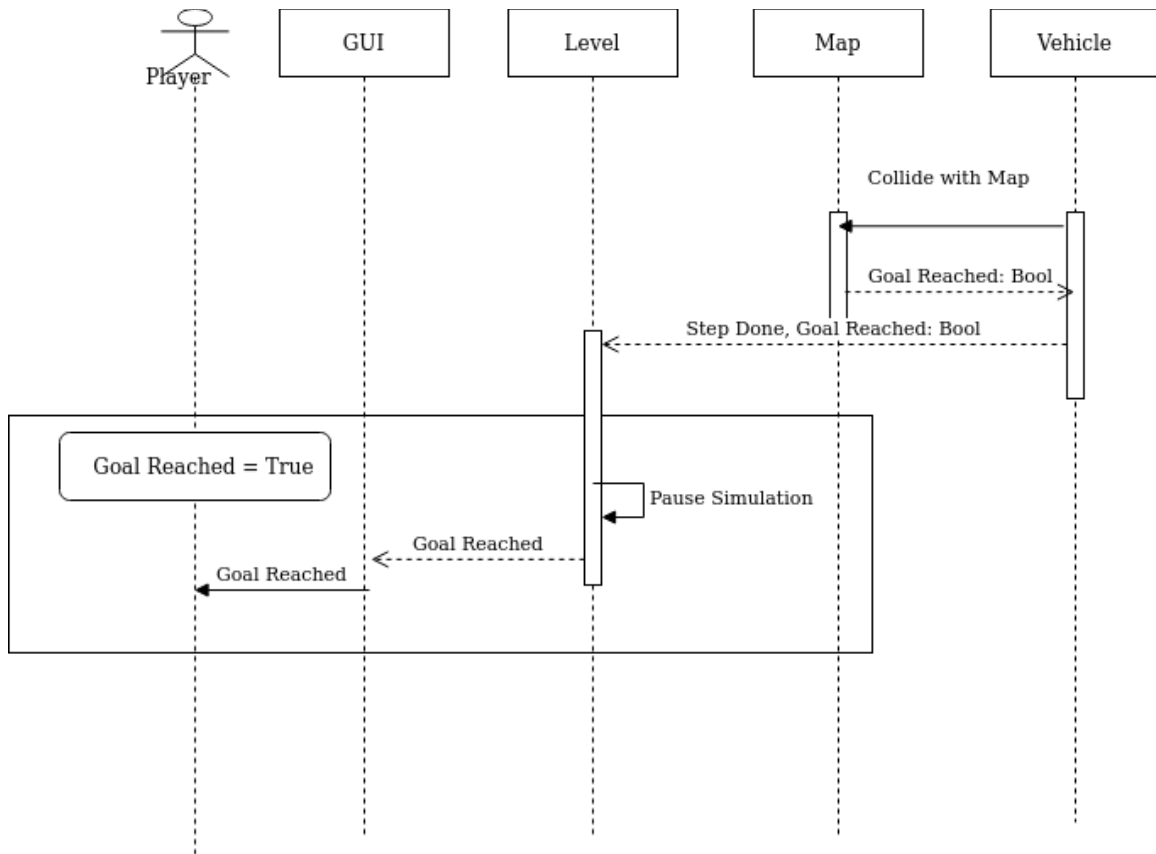 GUI
Level
Map
Vehicle
Player
Collide with Map
Goal Reached: Bool
Step Done, Goal Reached: Bool
Goal Reached = True
Pause Simulation
Goal Reached
Goal Reached